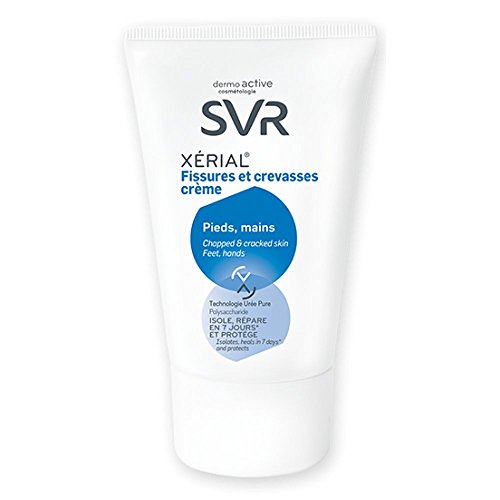 dermo active
cosmétologie
SVR
XÉRIAL®
Fissures et crevasses
crème
Pieds, mains
Chapped & cracked skin
Feet, hands
Technologie Urée Pure
Polysaccharide
ISOLE, RÉPARE
EN 7 JOURS*
ET PROTÈGE
Isolates, heals in 7 days*
and protects